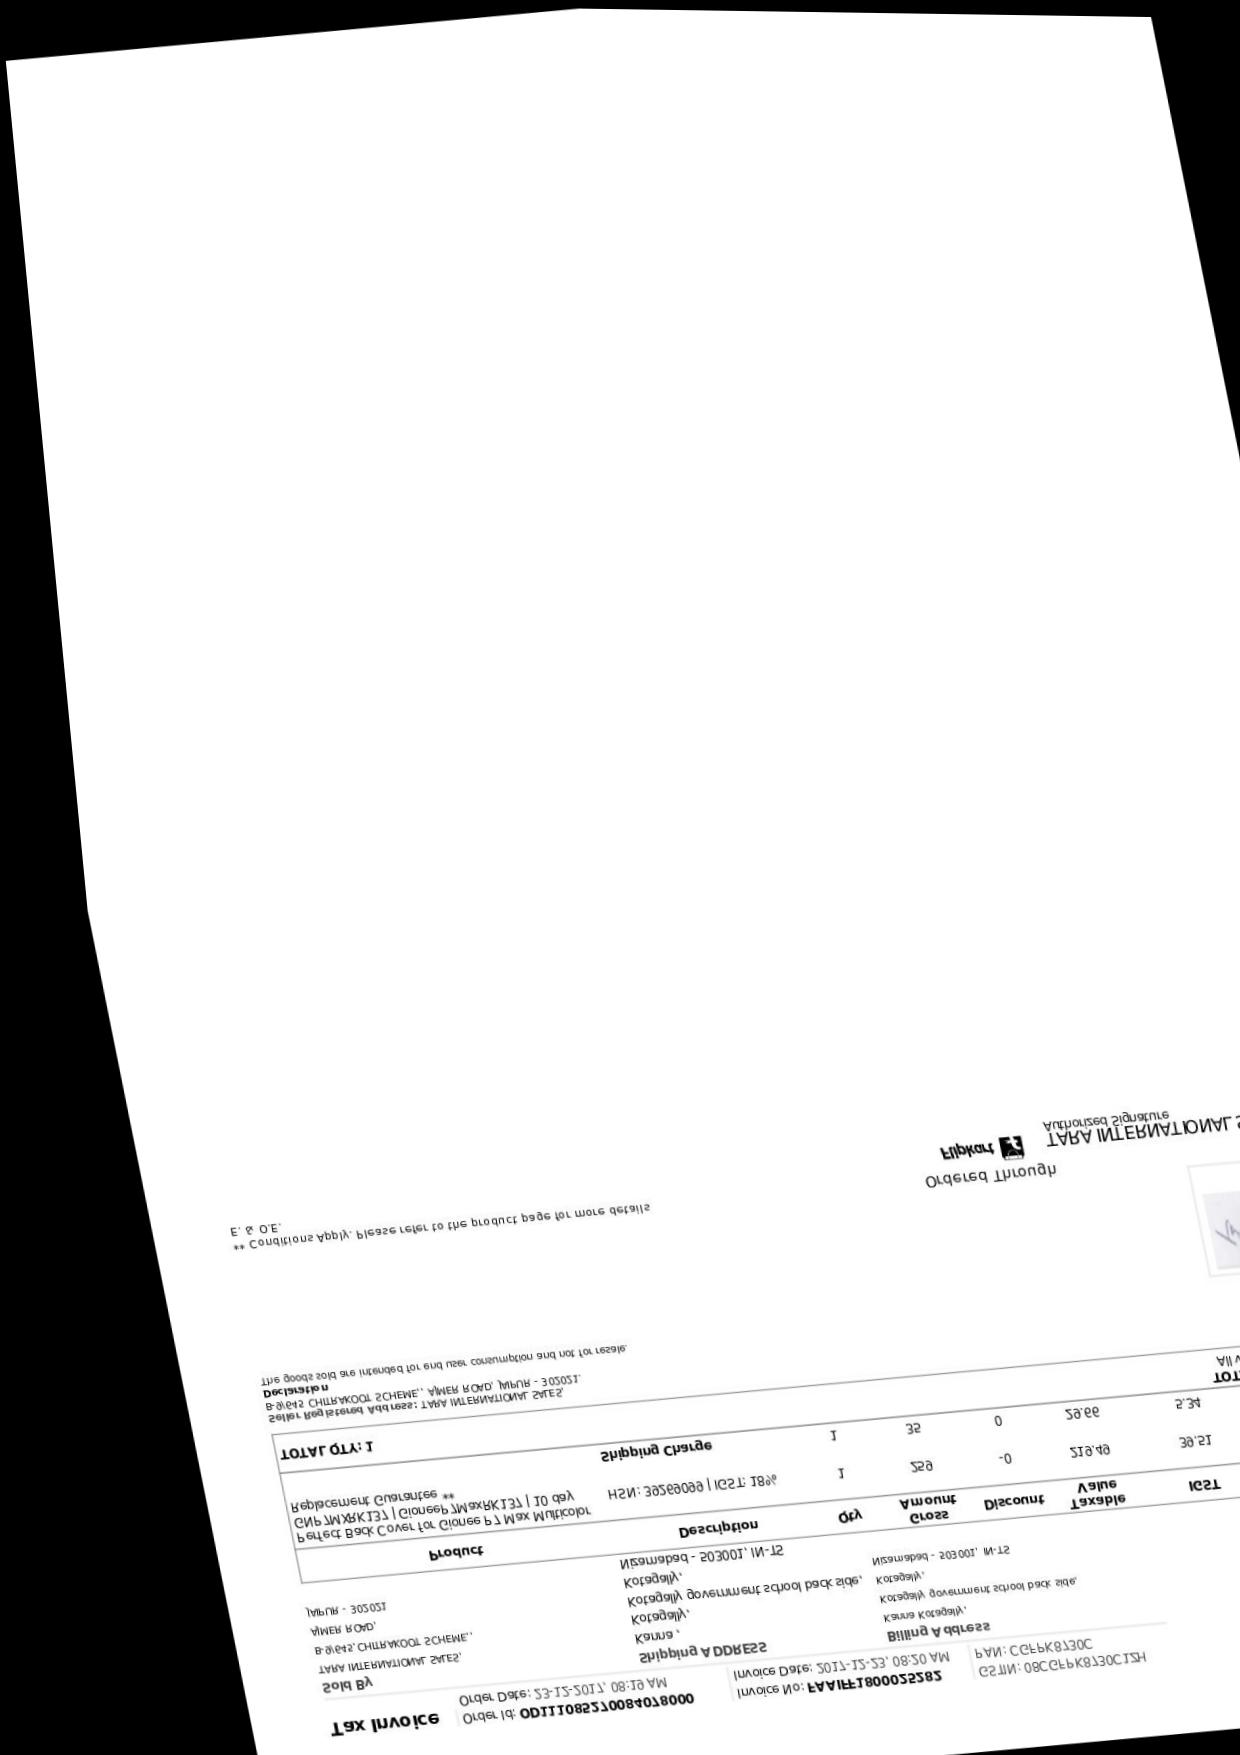 Tax Invoice
Order Id: OD111085270084078000
Order Date: 23-12-2017, 08:19 AM
Invoice No: FAAIFF1800025282
Invoice Date: 2017-12-23, 08:20 AM
GSTIN: 08CGFPK8730C1ZH
PAN: CGFPK8730C
Sold By
TARA INTERNATIONAL SALES,
B-9/645, CHITRAKOOT SCHEME, ,
AJMER ROAD,
JAIPUR - 302021
Shipping ADDRESS
Kanna ,
Kotagally,
Kotagally government school back side,
Kotagally,
Nizamabad - 503001, IN-TS
Billing Address
Kanna Kotagally,
Kotagally government school back side,
Kotagally,
Nizamabad - 503001, IN-TS
Product Description Qty Gross Amount Discount Taxable Value IGST
Perfect Back Cover for Gionee P7 Max Multicolor
GNP7MXRK137 | GioneeP7MaxRK137 | 10 day
Replacement Guarantee **
HSN: 39269099 | IGST: 18% 1 259 -0 219.49 39.51
Shipping Charge 1 35 0 29.66 5.34
TOTAL QTY: 1
All
Seller Registered Address: TARA INTERNATIONAL SALES,
B-9/645 CHITRAKOOT SCHEME, , AJMER ROAD, JAIPUR - 302021.
Declaration
The goods sold are intended for end user consumption and not for resale.
** Conditions Apply. Please refer to the product page for more details
E. & O.E.
Ordered Through
Flipkart
TARA INTERNATIONAL
Authorized Signature